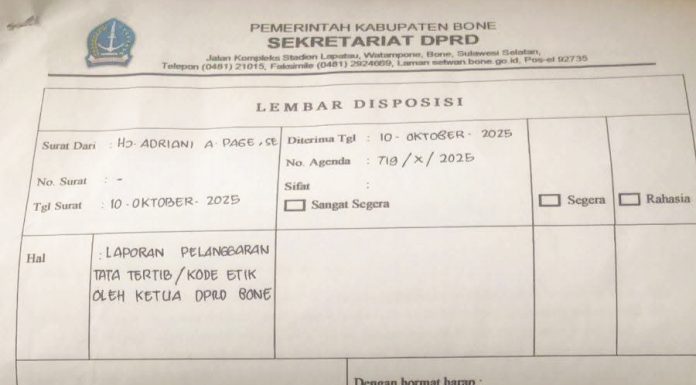 PEMERINTAH KABUPATEN BONE
SEKRETARIAT DPRD
Jalan Kompleks Stadion Lapatau, Watampone, Bone, Sulawesi Selatan,
Telepon (0481) 21015, Faksimile (0481) 2924669, Laman setwan.bone.go.id, Pos-el 92735
LEMBAR DISPOSISI
Surat Dari : HJ. ADRIANI A. PAGE, SE
No. Surat : -
Tgl Surat : 10 - OKTOBER - 2025
Diterima Tgl : 10 - OKTOBER - 2025
No. Agenda : 719 / X / 2025
Sifat :
Sangat Segera
Segera
Rahasia
Hal : LAPORAN PELANGGARAN
TATA TERTIB / KODE ETIK
OLEH KETUA DPRD BONE
Dengan hormat harap :